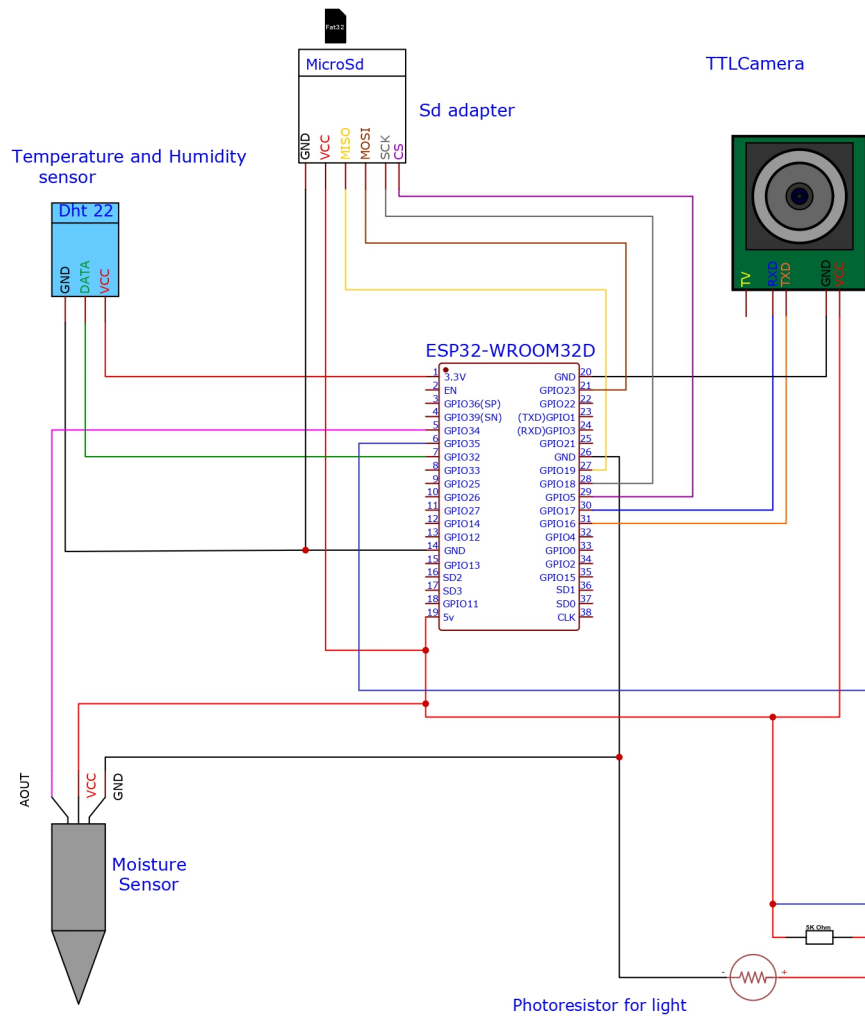 Fat32
MicroSd
TTLCamera
GND
VCC
MISO
MOSI
SCK
CS
Sd adapter
Temperature and Humidity
sensor
Dht 22
GND
DATA
VCC
TV
RXD
TXD
GND
VCC
ESP32-WROOM32D
1 3.3V GND 20
2 EN GPIO23 21
3 GPIO36(SP) GPIO22 22
4 GPIO39(SN) (TXD)GPIO1 23
5 GPIO34 (RXD)GPIO3 24
6 GPIO35 GPIO21 25
7 GPIO32 GND 26
8 GPIO33 GPIO19 27
9 GPIO25 GPIO18 28
10 GPIO26 GPIO5 29
11 GPIO27 GPIO17 30
12 GPIO14 GPIO16 31
13 GPIO12 GPIO4 32
14 GND GPIO0 33
15 GPIO13 GPIO2 34
16 SD2 GPIO15 35
17 SD3 SD1 36
18 GPIO11 SD0 37
19 5v CLK 38
AOUT
VCC
GND
Moisture
Sensor
5K Ohm
- +
Photoresistor for light